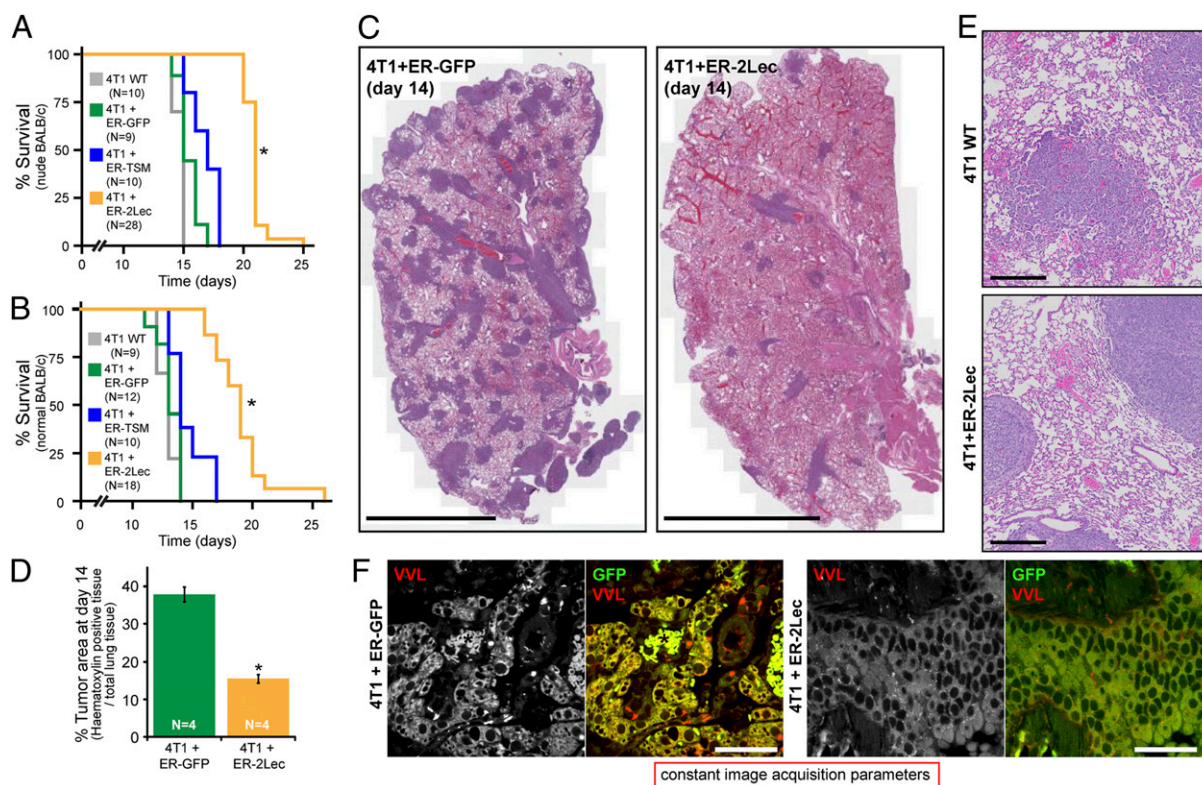 A
100
75
50
25
0
% Survival
(nude BALB/c)
4T1 WT
(N=10)
4T1 +
ER-GFP
(N=9)
4T1 +
ER-TSM
(N=10)
4T1 +
ER-2Lec
(N=28)
*
0 10 15 20 25
Time (days)
B
100
75
50
25
0
% Survival
(normal BALB/c)
4T1 WT
(N=9)
4T1 +
ER-GFP
(N=12)
4T1 +
ER-TSM
(N=10)
4T1 +
ER-2Lec
(N=18)
*
0 10 15 20 25
Time (days)
C
4T1+ER-GFP
(day 14)
4T1+ER-2Lec
(day 14)
D
% Tumor area at day 14
(Haematoxylin positive tissue
/ total lung tissue)
40
30
20
10
0
*
N=4
N=4
4T1 +
ER-GFP
4T1 +
ER-2Lec
E
4T1 WT
4T1+ER-2Lec
F
4T1 + ER-GFP
VVL
GFP
VVL
4T1 + ER-2Lec
VVL
GFP
VVL
constant image acquisition parameters